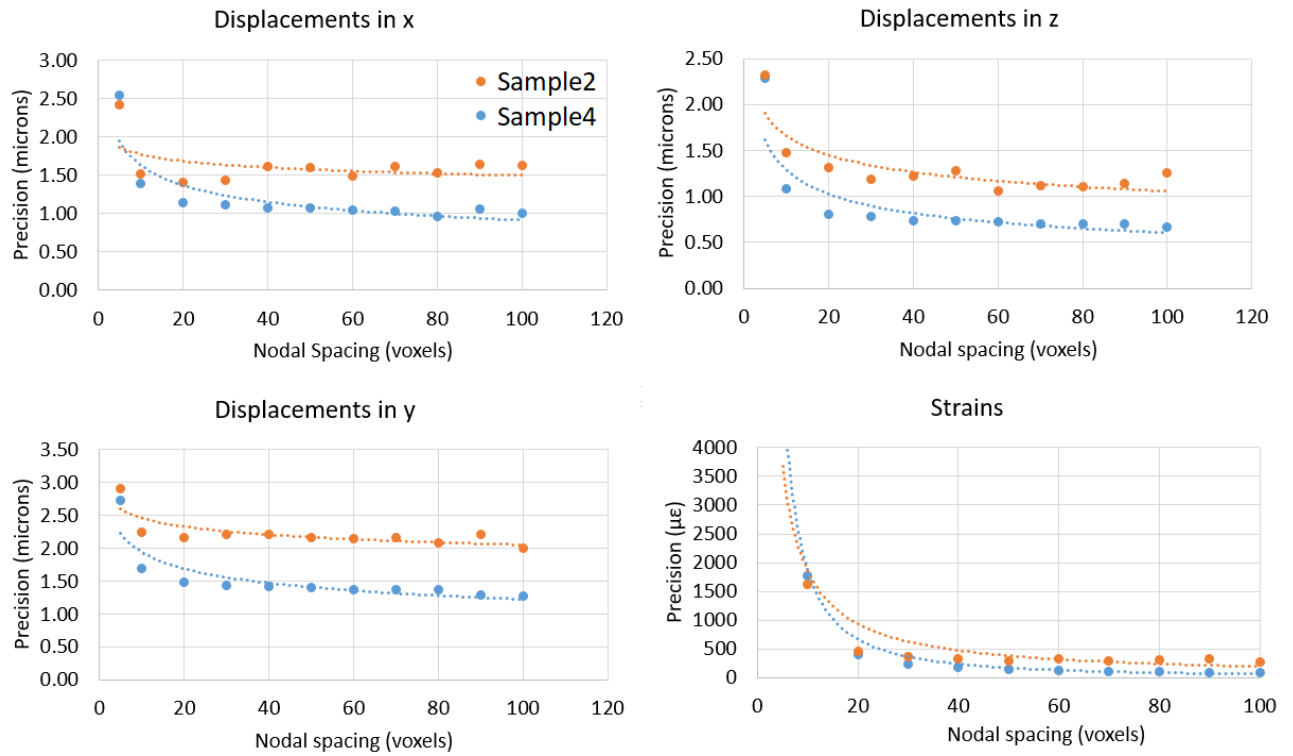 Displacements in x
Precision (microns)
3.00
2.50
2.00
1.50
1.00
0.50
0.00
0 20 40 60 80 100 120
Nodal Spacing (voxels)
Sample2
Sample4
Displacements in z
Precision (microns)
2.50
2.00
1.50
1.00
0.50
0.00
0 20 40 60 80 100 120
Nodal spacing (voxels)
Displacements in y
Precision (microns)
3.50
3.00
2.50
2.00
1.50
1.00
0.50
0.00
0 20 40 60 80 100 120
Nodal spacing (voxels)
Strains
Precision (με)
4000
3500
3000
2500
2000
1500
1000
500
0
0 20 40 60 80 100
Nodal spacing (voxels)